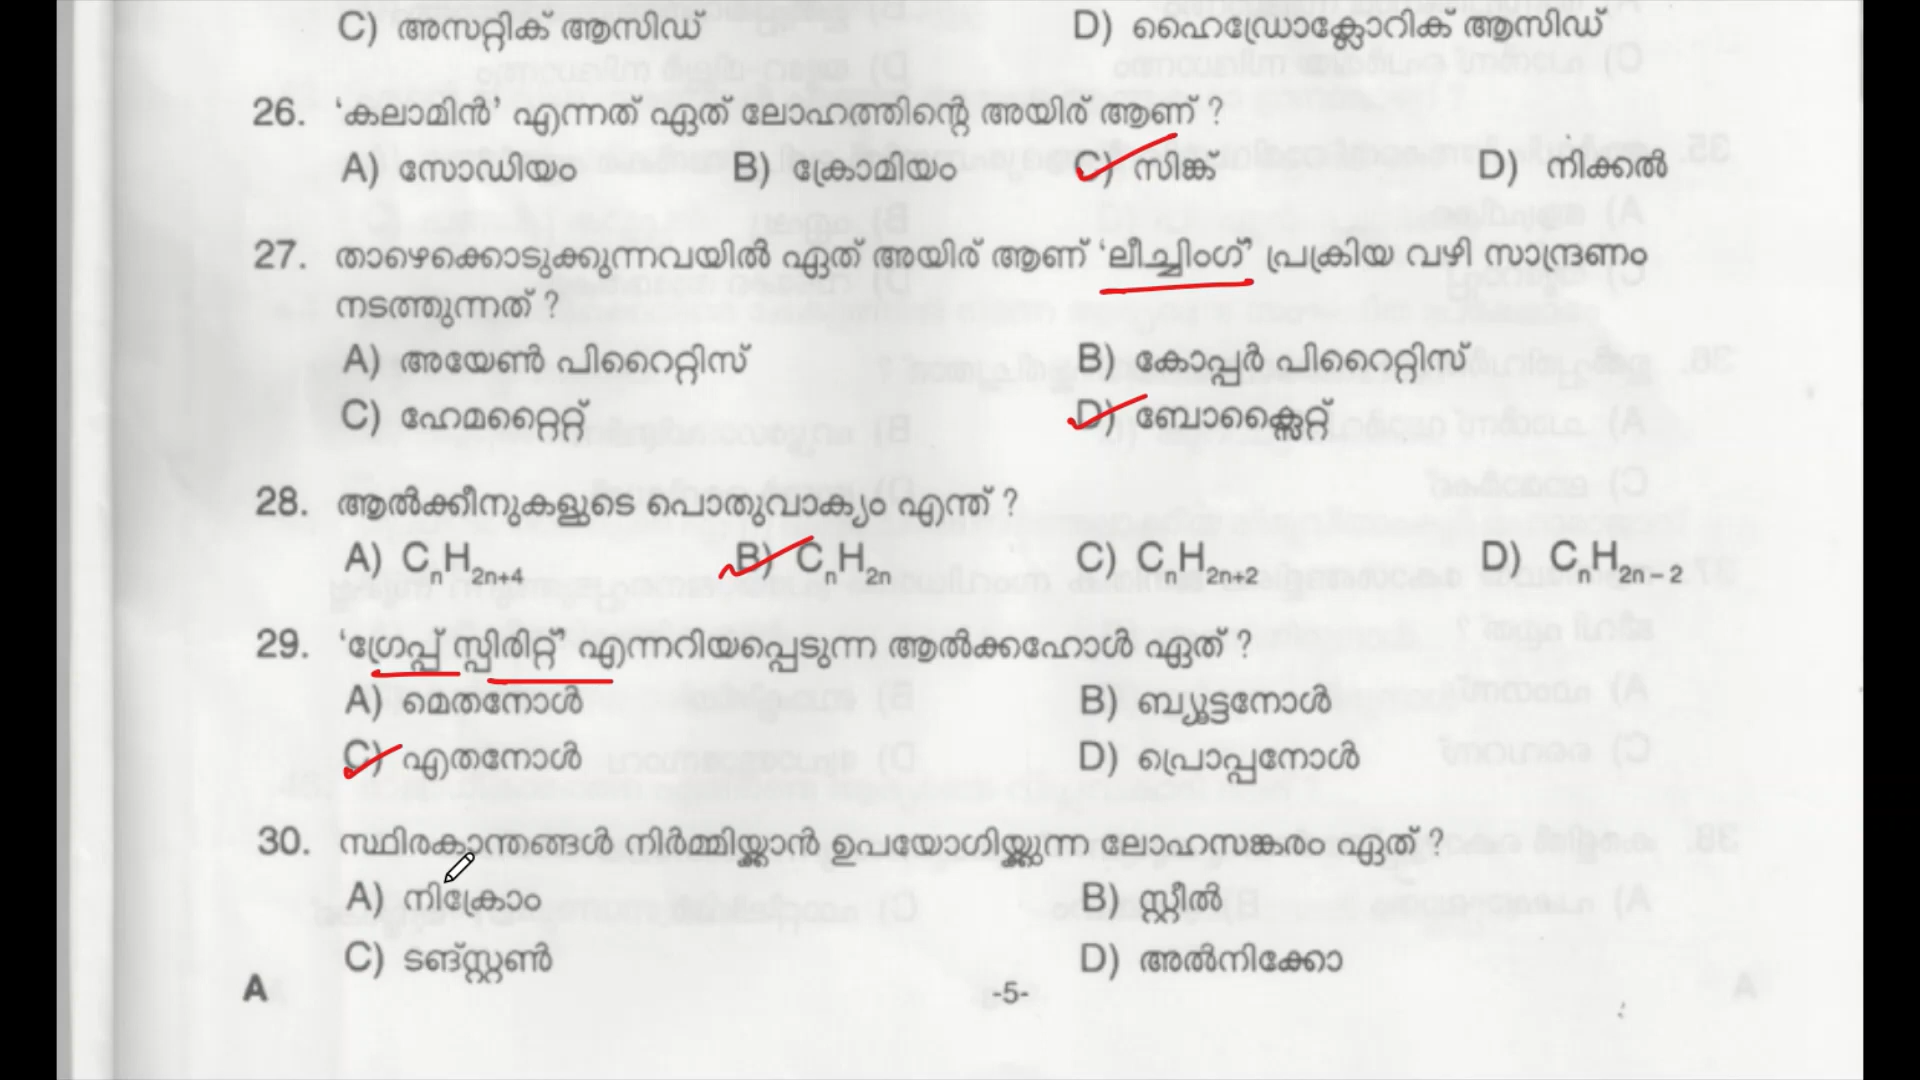 C) അസറ്റിക് ആസിഡ് D) ഹൈഡ്രോക്ലോറിക് ആസിഡ്
26. ‘കലാമിൻ’ എന്നത് ഏത് ലോഹത്തിന്റെ അയിര് ആണ് ?
A) സോഡിയം B) ക്രോമിയം C) സിങ്ക് D) നിക്കൽ
27. താഴെക്കൊടുക്കുന്നവയിൽ ഏത് അയിര് ആണ് ‘ലീച്ചിംഗ്’ പ്രക്രിയ വഴി സാന്ദ്രണം
നടത്തുന്നത് ?
A) അയേൺ പിറൈറ്റിസ് B) കോപ്പർ പിറൈറ്റിസ്
C) ഹേമറ്റൈറ്റ് D) ബോക്സൈറ്റ്
28. ആൽക്കീനുകളുടെ പൊതുവാക്യം എന്ത് ?
A) CₙH₂ₙ₊₄ B) CₙH₂ₙ C) CₙH₂ₙ₊₂ D) CₙH₂ₙ₋₂
29. ‘ഗ്രേപ്പ് സ്പിരിറ്റ്’ എന്നറിയപ്പെടുന്ന ആൽക്കഹോൾ ഏത് ?
A) മെതനോൾ B) ബ്യൂട്ടനോൾ
C) എതനോൾ D) പ്രൊപ്പനോൾ
30. സ്ഥിരകാന്തങ്ങൾ നിർമ്മിയ്ക്കാൻ ഉപയോഗിയ്ക്കുന്ന ലോഹസങ്കരം ഏത് ?
A) നിക്രോം B) സ്റ്റീൽ
C) ടങ്സ്റ്റൺ D) അൽനിക്കോ
A -5-